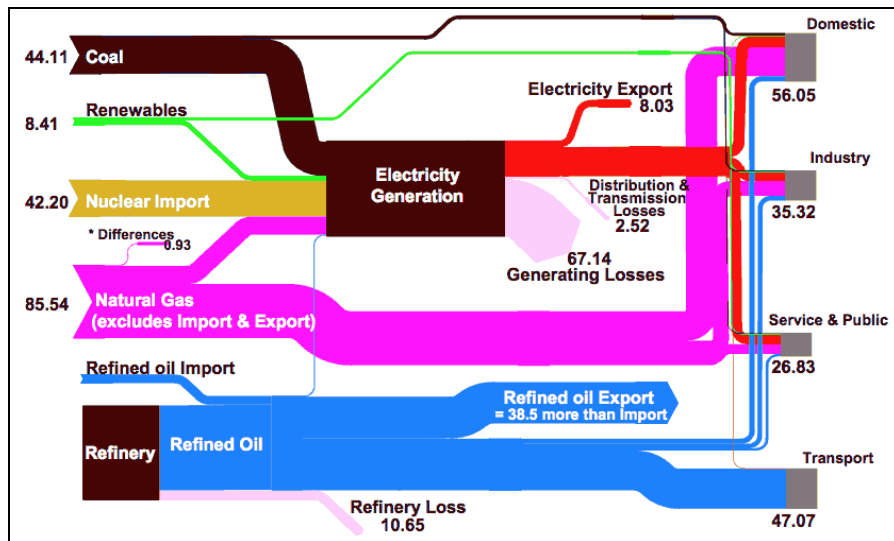 Domestic
44.11
Coal
Electricity Export
8.03
Renewables
56.05
8.41
Industry
Electricity
Generation
Distribution &
Transmission
Losses
2.52
42.20
Nuclear Import
35.32
* Differences
0.93
67.14
Generating Losses
85.54
Natural Gas
(excludes Import & Export)
Service & Public
26.83
Refined oil Import
Refined oil Export
= 38.5 more than Import
Refinery
Refined Oil
Transport
Refinery Loss
10.65
47.07